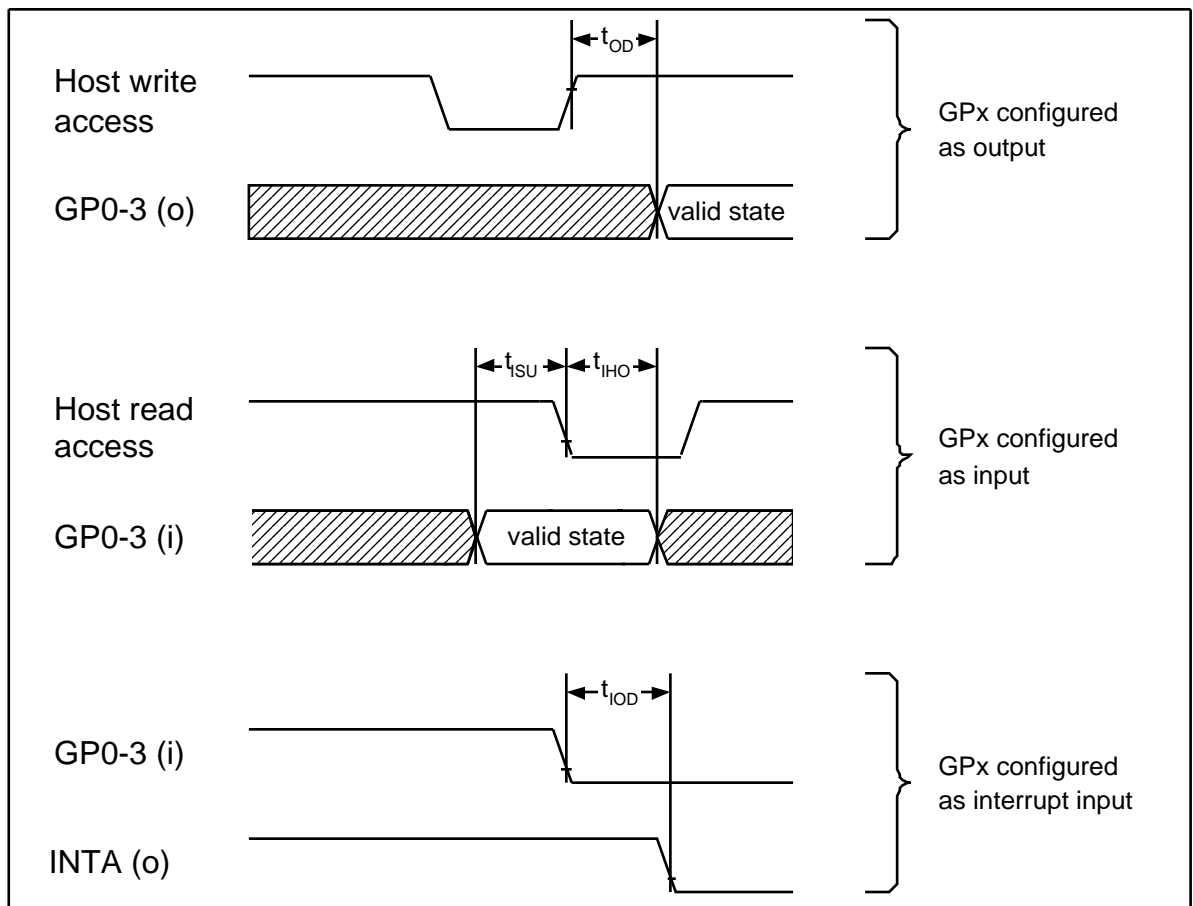 t_OD
Host write
access
GPx configured
as output
GP0-3 (o)
valid state
t_ISU
t_IHO
Host read
access
GPx configured
as input
GP0-3 (i)
valid state
t_IOD
GP0-3 (i)
GPx configured
as interrupt input
INTA (o)